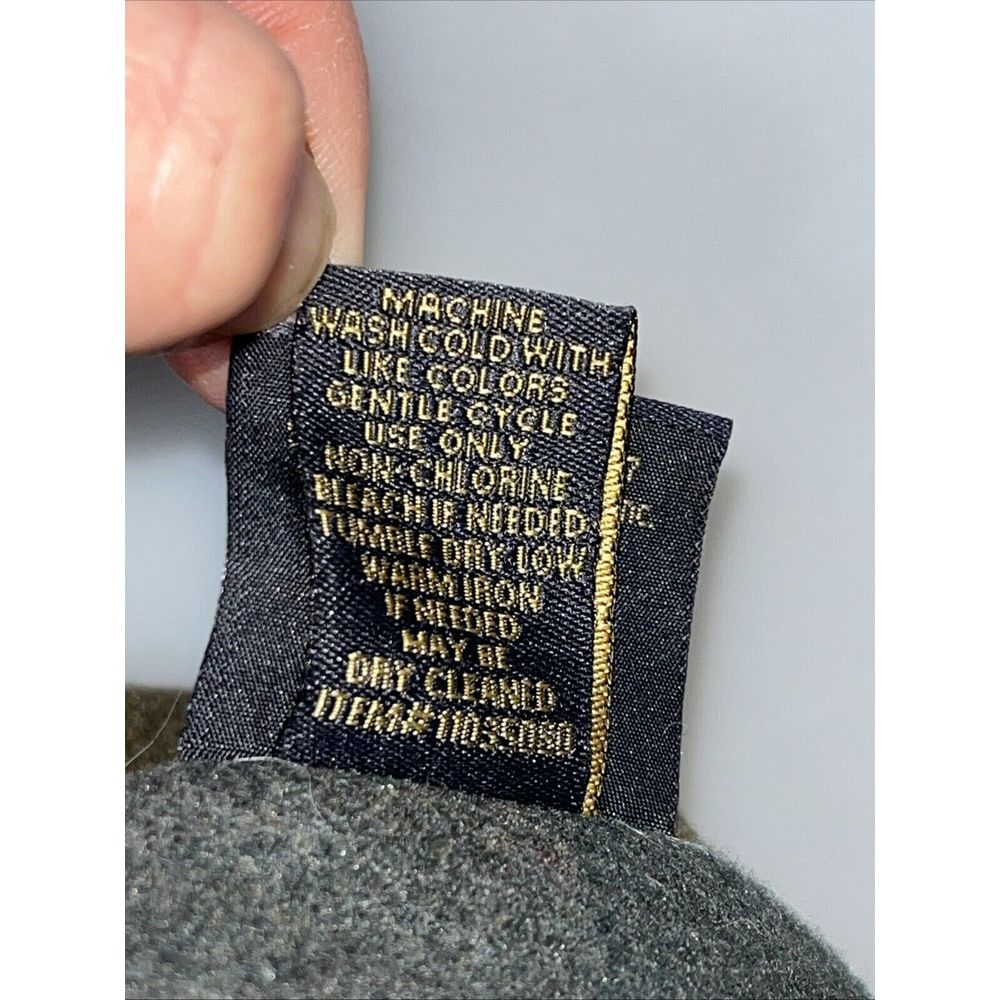 MACHINE
WASH COLD WITH
LIKE COLORS
GENTLE CYCLE
USE ONLY
NON-CHLORINE
BLEACH IF NEEDED
TUMBLE DRY LOW
WARM IRON
IF NEEDED
MAY BE
DRY CLEANED
ITEM#